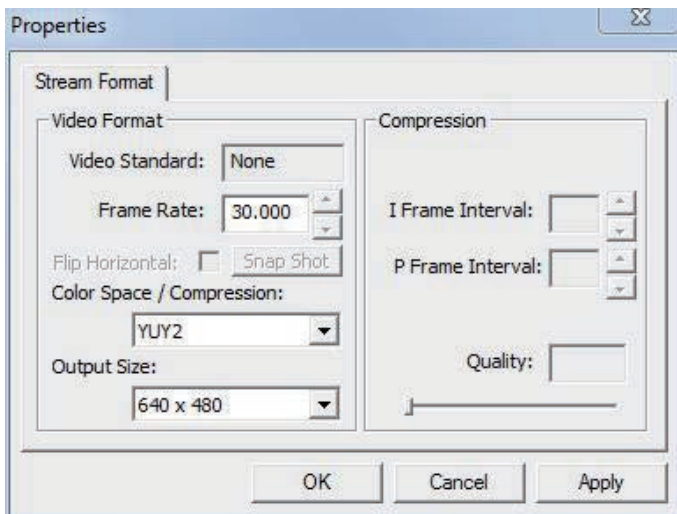 Properties
Stream Format
Video Format
Video Standard: None
Frame Rate: 30.000
Flip Horizontal: Snap Shot
Color Space / Compression:
YUY2
Output Size:
640 x 480
Compression
I Frame Interval:
P Frame Interval:
Quality:
OK Cancel Apply